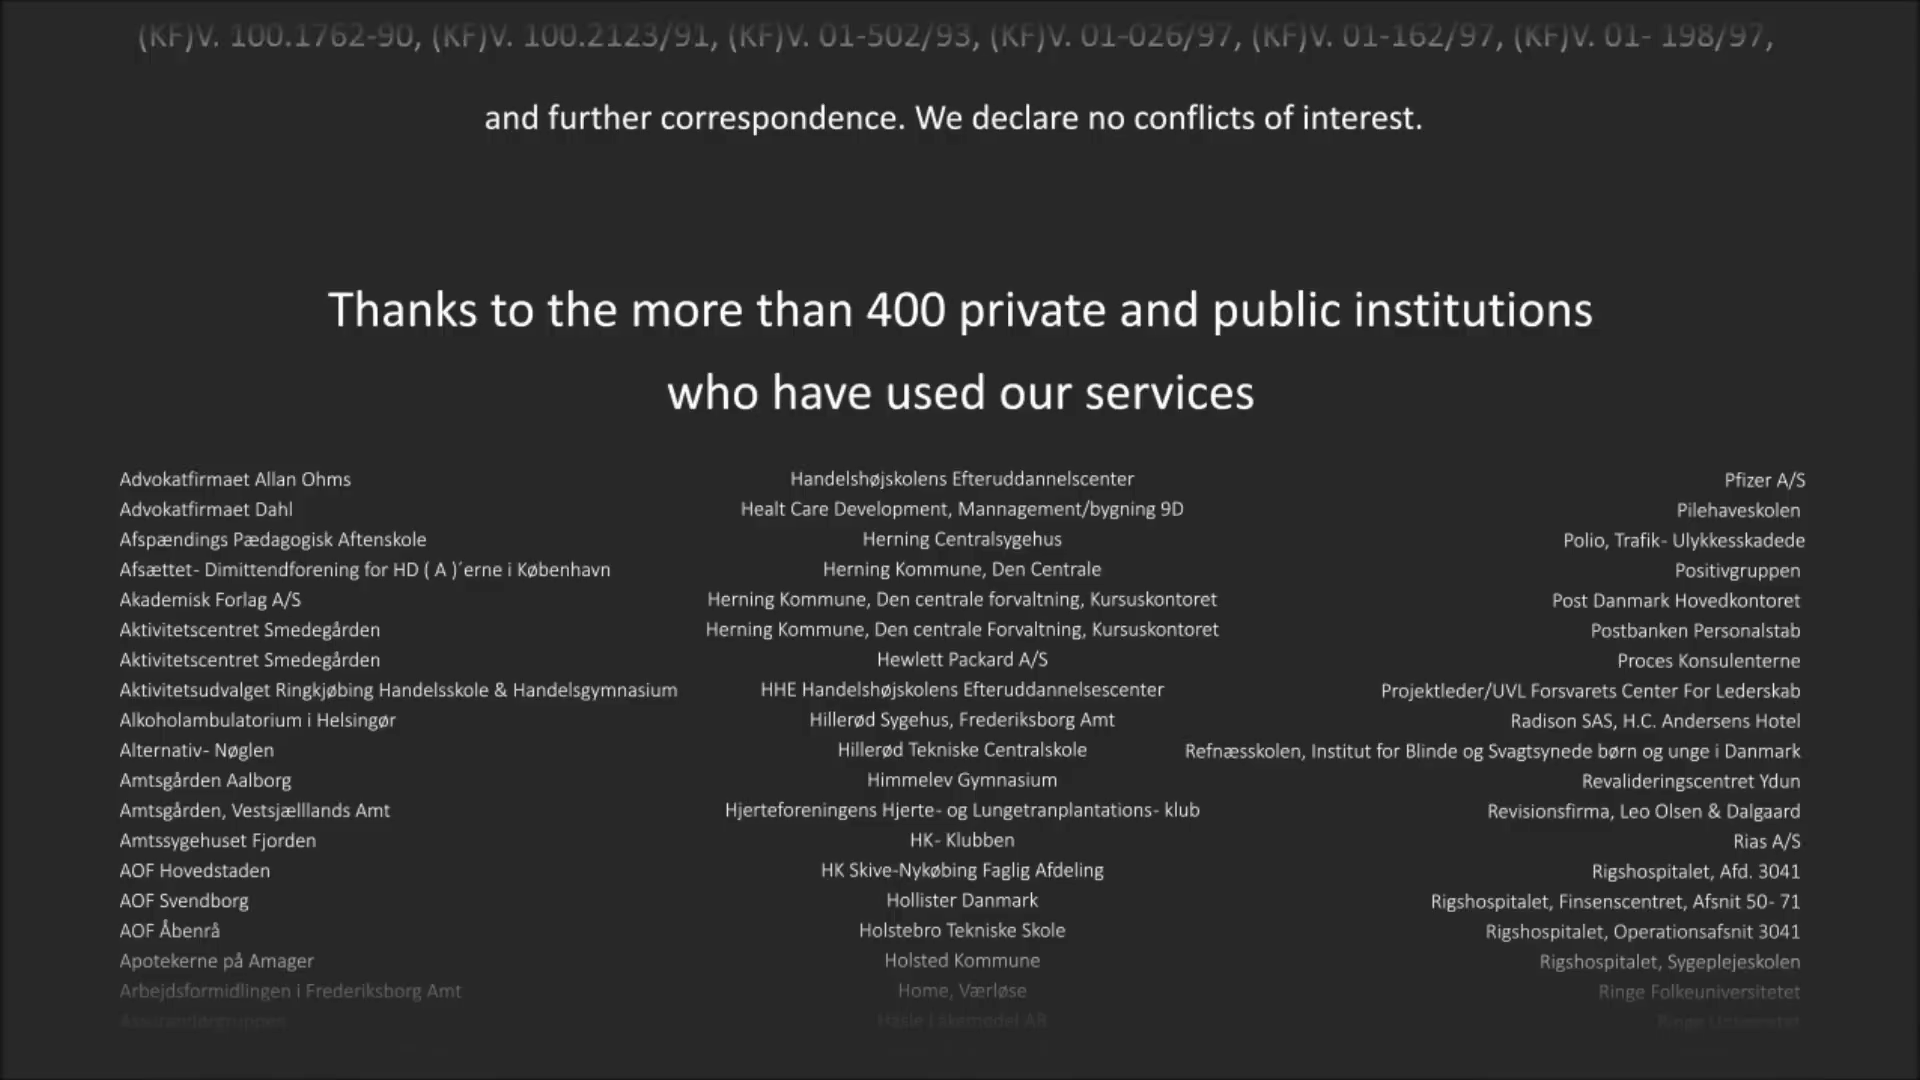 (KF)V. 100.1762-90, (KF)V. 100.2123/91, (KF)V. 01-502/93, (KF)V. 01-026/97, (KF)V. 01-162/97, (KF)V. 01- 198/97,
and further correspondence. We declare no conflicts of interest.
Thanks to the more than 400 private and public institutions
who have used our services
Advokatfirmaet Allan Ohms
Advokatfirmaet Dahl
Afspændings Pædagogisk Aftenskole
Afsættet- Dimittendforening for HD ( A )´erne i København
Akademisk Forlag A/S
Aktivitetscentret Smedegården
Aktivitetscentret Smedegården
Aktivitetsudvalget Ringkjøbing Handelsskole & Handelsgymnasium
Alkoholambulatorium i Helsingør
Alternativ- Nøglen
Amtsgården Aalborg
Amtsgården, Vestsjælllands Amt
Amtssygehuset Fjorden
AOF Hovedstaden
AOF Svendborg
AOF Åbenrå
Apotekerne på Amager
Arbejdsformidlingen i Frederiksborg Amt
Handelshøjskolens Efteruddannelscenter
Healt Care Development, Mannagement/bygning 9D
Herning Centralsygehus
Herning Kommune, Den Centrale
Herning Kommune, Den centrale forvaltning, Kursuskontoret
Herning Kommune, Den centrale Forvaltning, Kursuskontoret
Hewlett Packard A/S
HHE Handelshøjskolens Efteruddannelsescenter
Hillerød Sygehus, Frederiksborg Amt
Hillerød Tekniske Centralskole
Himmelev Gymnasium
Hjerteforeningens Hjerte- og Lungetranplantations- klub
HK- Klubben
HK Skive-Nykøbing Faglig Afdeling
Hollister Danmark
Holstebro Tekniske Skole
Holsted Kommune
Home, Værløse
Pfizer A/S
Pilehaveskolen
Polio, Trafik- Ulykkesskadede
Positivgruppen
Post Danmark Hovedkontoret
Postbanken Personalstab
Proces Konsulenterne
Projektleder/UVL Forsvarets Center For Lederskab
Radison SAS, H.C. Andersens Hotel
Refnæsskolen, Institut for Blinde og Svagtsynede børn og unge i Danmark
Revalideringscentret Ydun
Revisionsfirma, Leo Olsen & Dalgaard
Rias A/S
Rigshospitalet, Afd. 3041
Rigshospitalet, Finsenscentret, Afsnit 50- 71
Rigshospitalet, Operationsafsnit 3041
Rigshospitalet, Sygeplejeskolen
Ringe Folkeuniversitetet